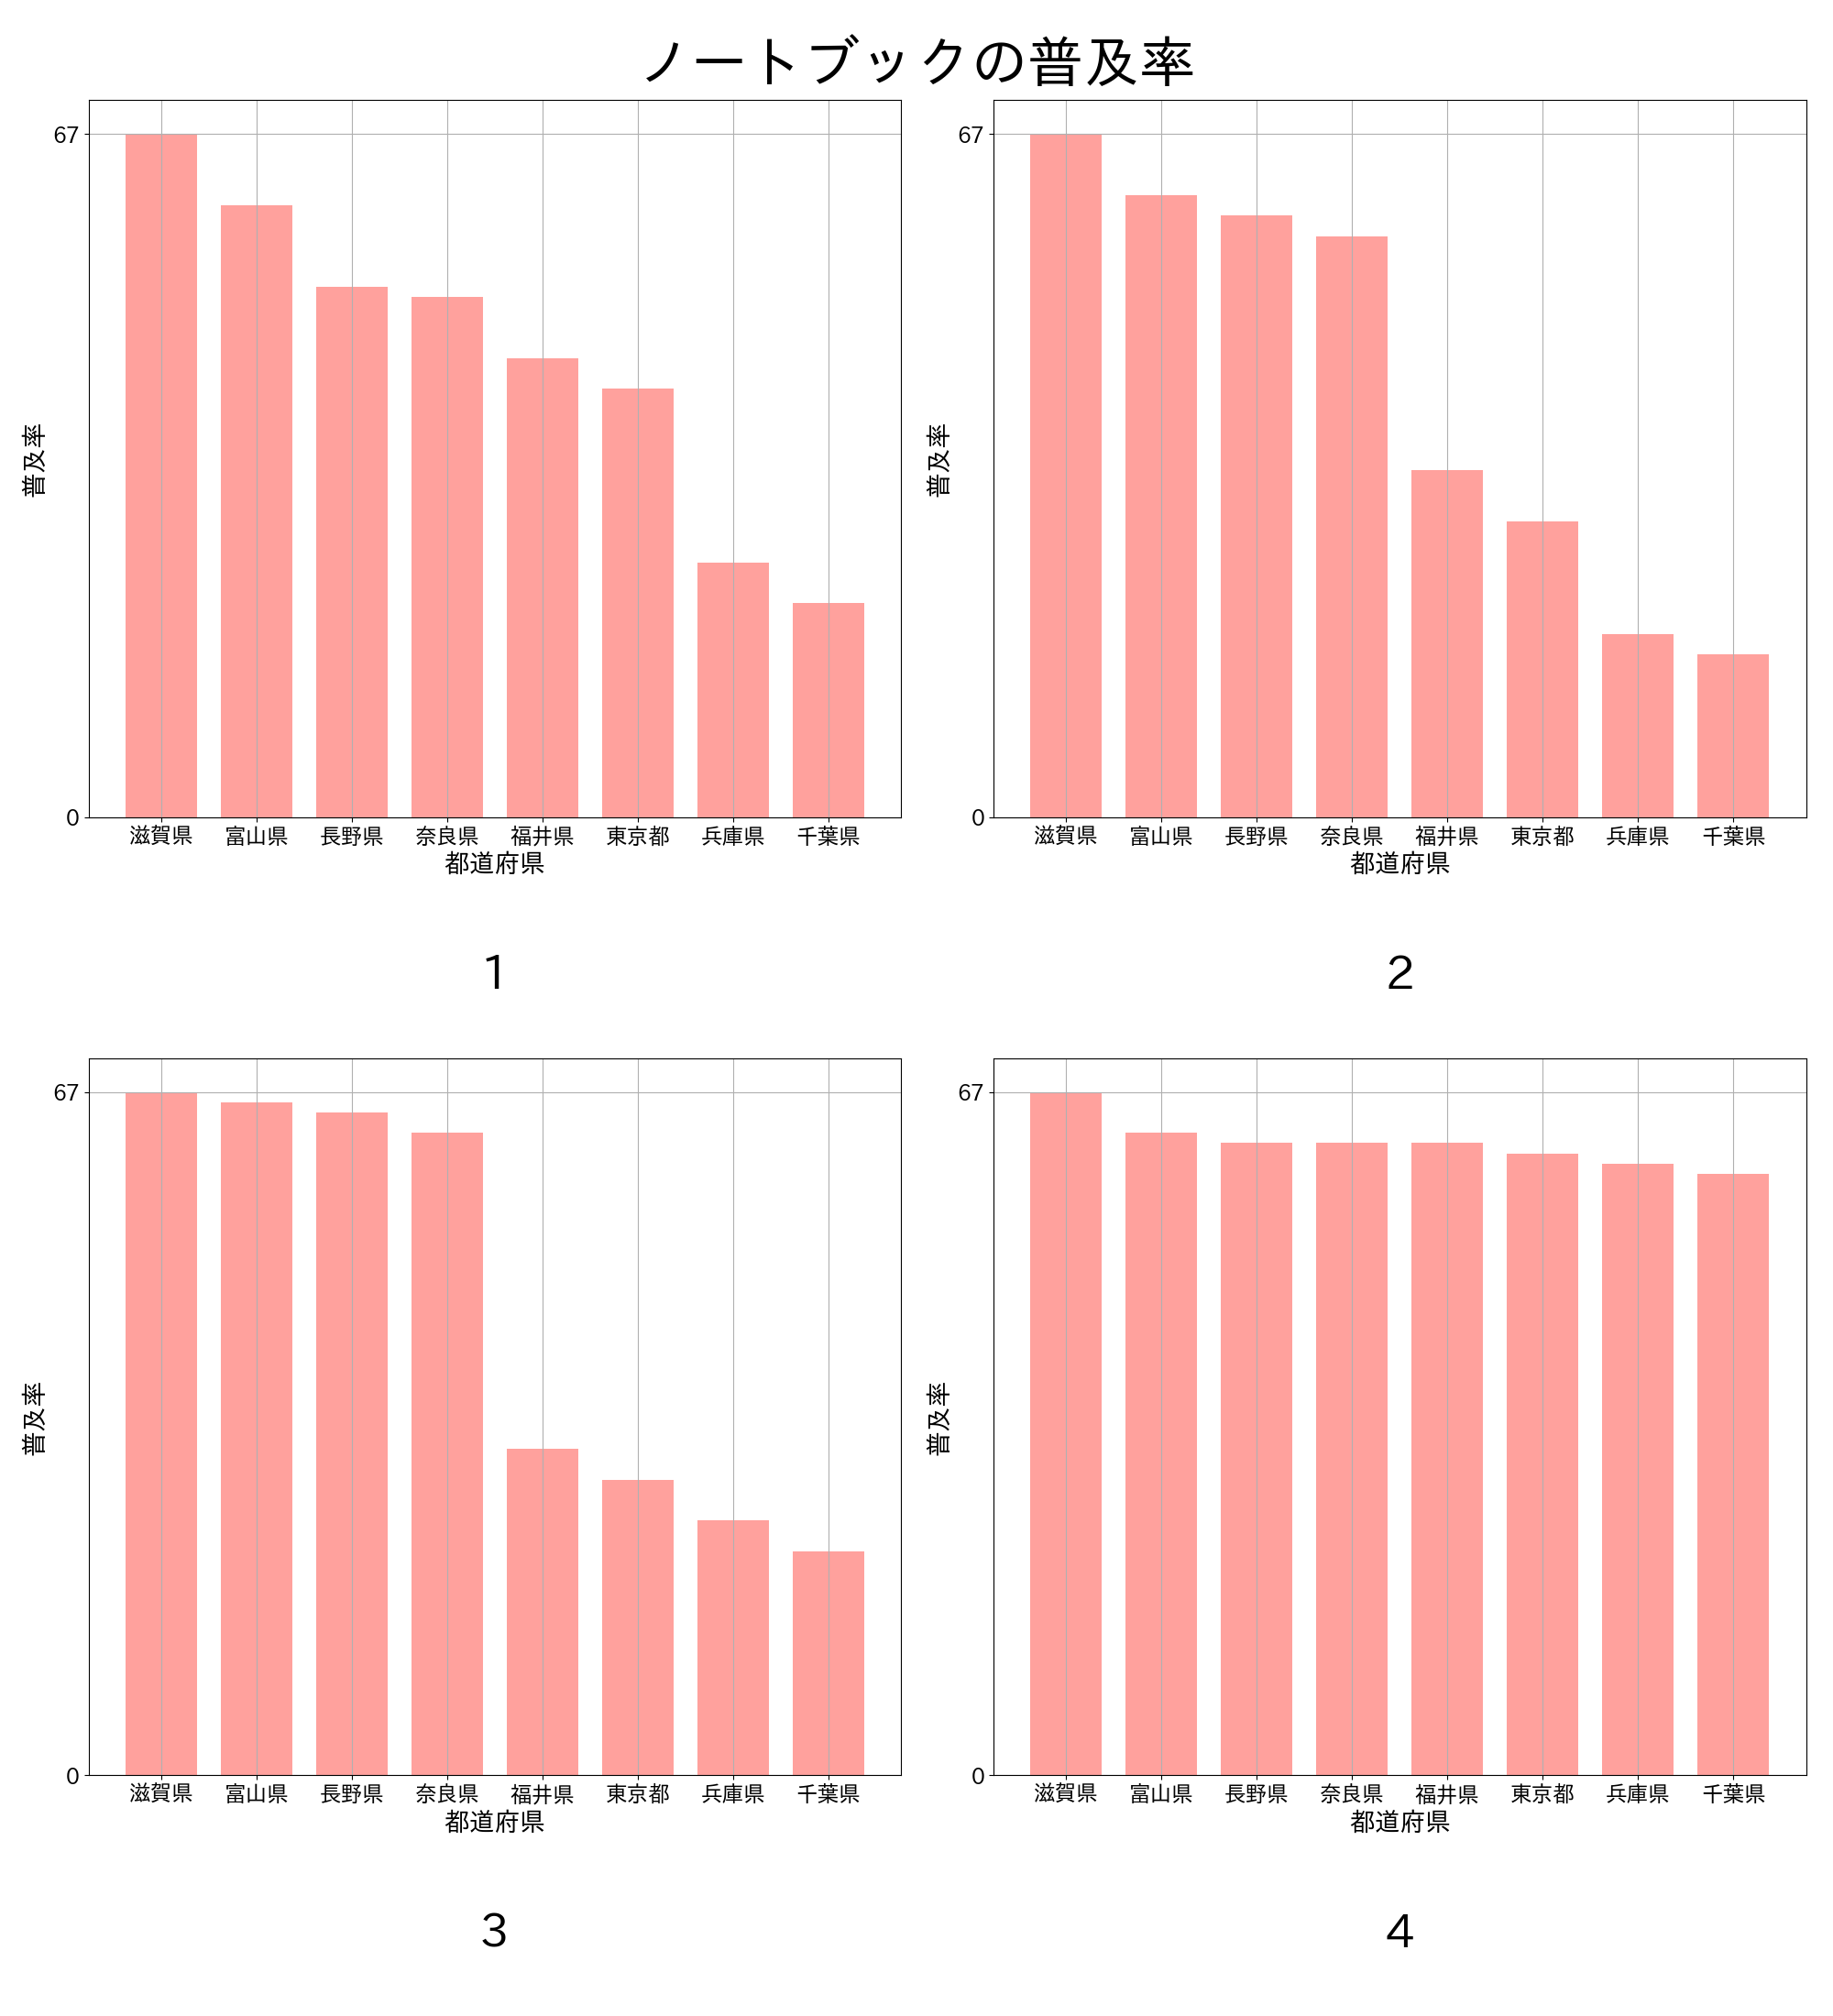 ノートブックの普及率
67
0
普及率
滋賀県 富山県 長野県 奈良県 福井県 東京都 兵庫県 千葉県
都道府県
1
67
0
普及率
滋賀県 富山県 長野県 奈良県 福井県 東京都 兵庫県 千葉県
都道府県
2
67
0
普及率
滋賀県 富山県 長野県 奈良県 福井県 東京都 兵庫県 千葉県
都道府県
3
67
0
普及率
滋賀県 富山県 長野県 奈良県 福井県 東京都 兵庫県 千葉県
都道府県
4